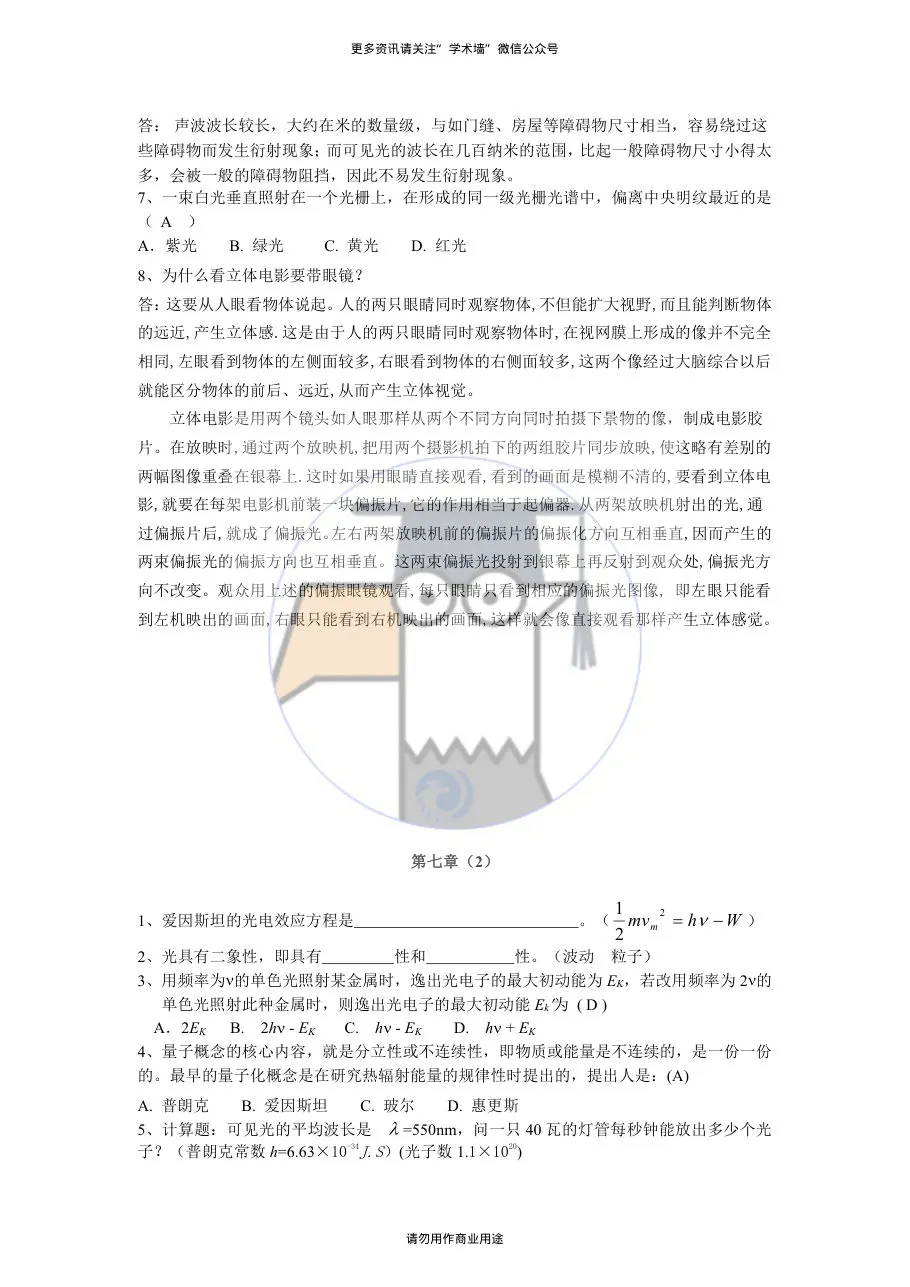 更多资讯请关注“学术墙”微信公众号
答： 声波波长较长，大约在米的数量级，与如门缝、房屋等障碍物尺寸相当，容易绕过这
些障碍物而发生衍射现象；而可见光的波长在几百纳米的范围，比起一般障碍物尺寸小得太
多，会被一般的障碍物阻挡，因此不易发生衍射现象。
7、一束白光垂直照射在一个光栅上，在形成的同一级光栅光谱中，偏离中央明纹最近的是
（ A ）
A．紫光 B. 绿光 C. 黄光 D. 红光
8、为什么看立体电影要带眼镜？
答：这要从人眼看物体说起。人的两只眼睛同时观察物体,不但能扩大视野,而且能判断物体
的远近,产生立体感.这是由于人的两只眼睛同时观察物体时,在视网膜上形成的像并不完全
相同,左眼看到物体的左侧面较多,右眼看到物体的右侧面较多,这两个像经过大脑综合以后
就能区分物体的前后、远近,从而产生立体视觉。
立体电影是用两个镜头如人眼那样从两个不同方向同时拍摄下景物的像，制成电影胶
片。在放映时,通过两个放映机,把用两个摄影机拍下的两组胶片同步放映,使这略有差别的
两幅图像重叠在银幕上.这时如果用眼睛直接观看,看到的画面是模糊不清的,要看到立体电
影,就要在每架电影机前装一块偏振片,它的作用相当于起偏器.从两架放映机射出的光,通
过偏振片后,就成了偏振光。左右两架放映机前的偏振片的偏振化方向互相垂直,因而产生的
两束偏振光的偏振方向也互相垂直。这两束偏振光投射到银幕上再反射到观众处,偏振光方
向不改变。观众用上述的偏振眼镜观看,每只眼睛只看到相应的偏振光图像, 即左眼只能看
到左机映出的画面,右眼只能看到右机映出的画面,这样就会像直接观看那样产生立体感觉。
第七章（2）
1、爱因斯坦的光电效应方程是____________________________。（$\frac{1}{2}mv_m^2 = h\nu - W$）
2、光具有二象性，即具有_________性和___________性。（波动 粒子）
3、用频率为ν的单色光照射某金属时，逸出光电子的最大初动能为 E_K，若改用频率为 2ν的
单色光照射此种金属时，则逸出光电子的最大初动能 E_k′为 ( D )
A．2E_K B. 2hν - E_K C. hν - E_K D. hν + E_K
4、量子概念的核心内容，就是分立性或不连续性，即物质或能量是不连续的，是一份一份
的。最早的量子化概念是在研究热辐射能量的规律性时提出的，提出人是：(A)
A. 普朗克 B. 爱因斯坦 C. 玻尔 D. 惠更斯
5、计算题：可见光的平均波长是 λ=550nm，问一只 40 瓦的灯管每秒钟能放出多少个光
子？（普朗克常数 h=6.63×10⁻³⁴J.S）(光子数 1.1×10²⁰)
请勿用作商业用途